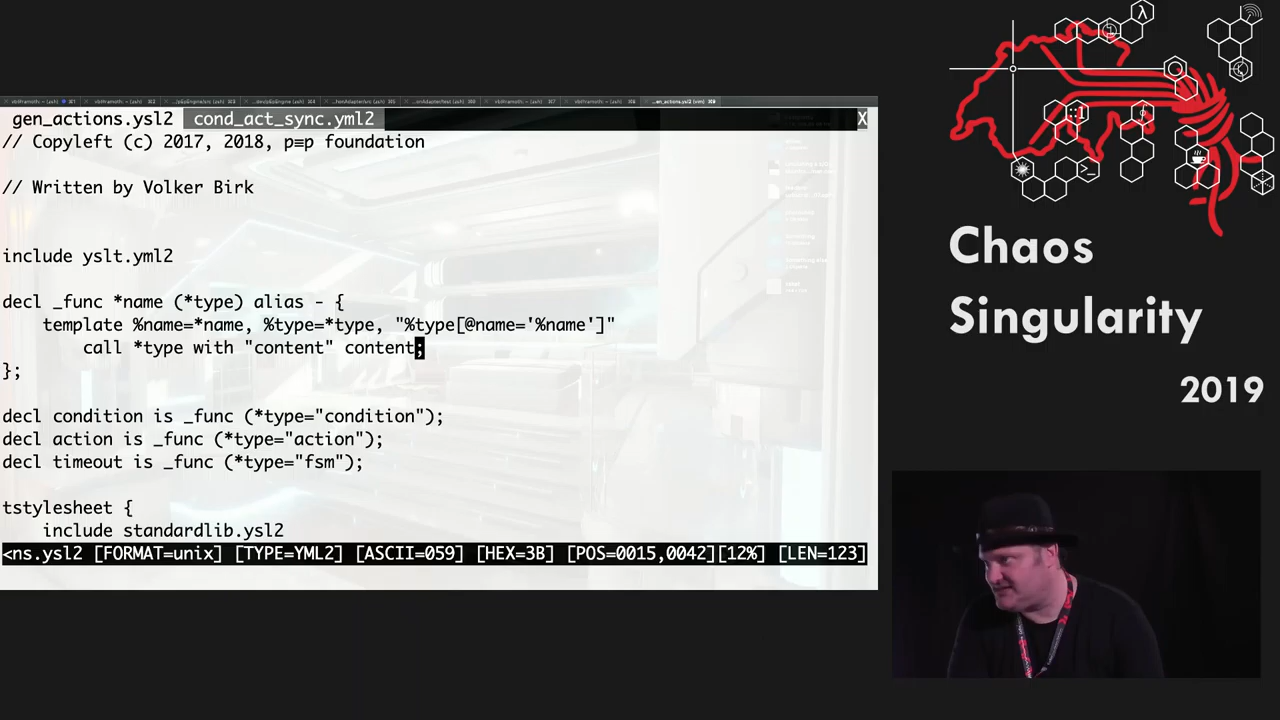 gen_actions.ysl2 cond_act_sync.yml2 X
// Copyleft (c) 2017, 2018, p≡p foundation
// Written by Volker Birk
include yslt.yml2
decl _func *name (*type) alias - {
template %name=*name, %type=*type, "%type[@name='%name']"
call *type with "content" content;
};
decl condition is _func (*type="condition");
decl action is _func (*type="action");
decl timeout is _func (*type="fsm");
tstylesheet {
include standardlib.ysl2
<ns.ysl2 [FORMAT=unix] [TYPE=YML2] [ASCII=059] [HEX=3B] [POS=0015,0042][12%] [LEN=123]
Chaos
Singularity
2019